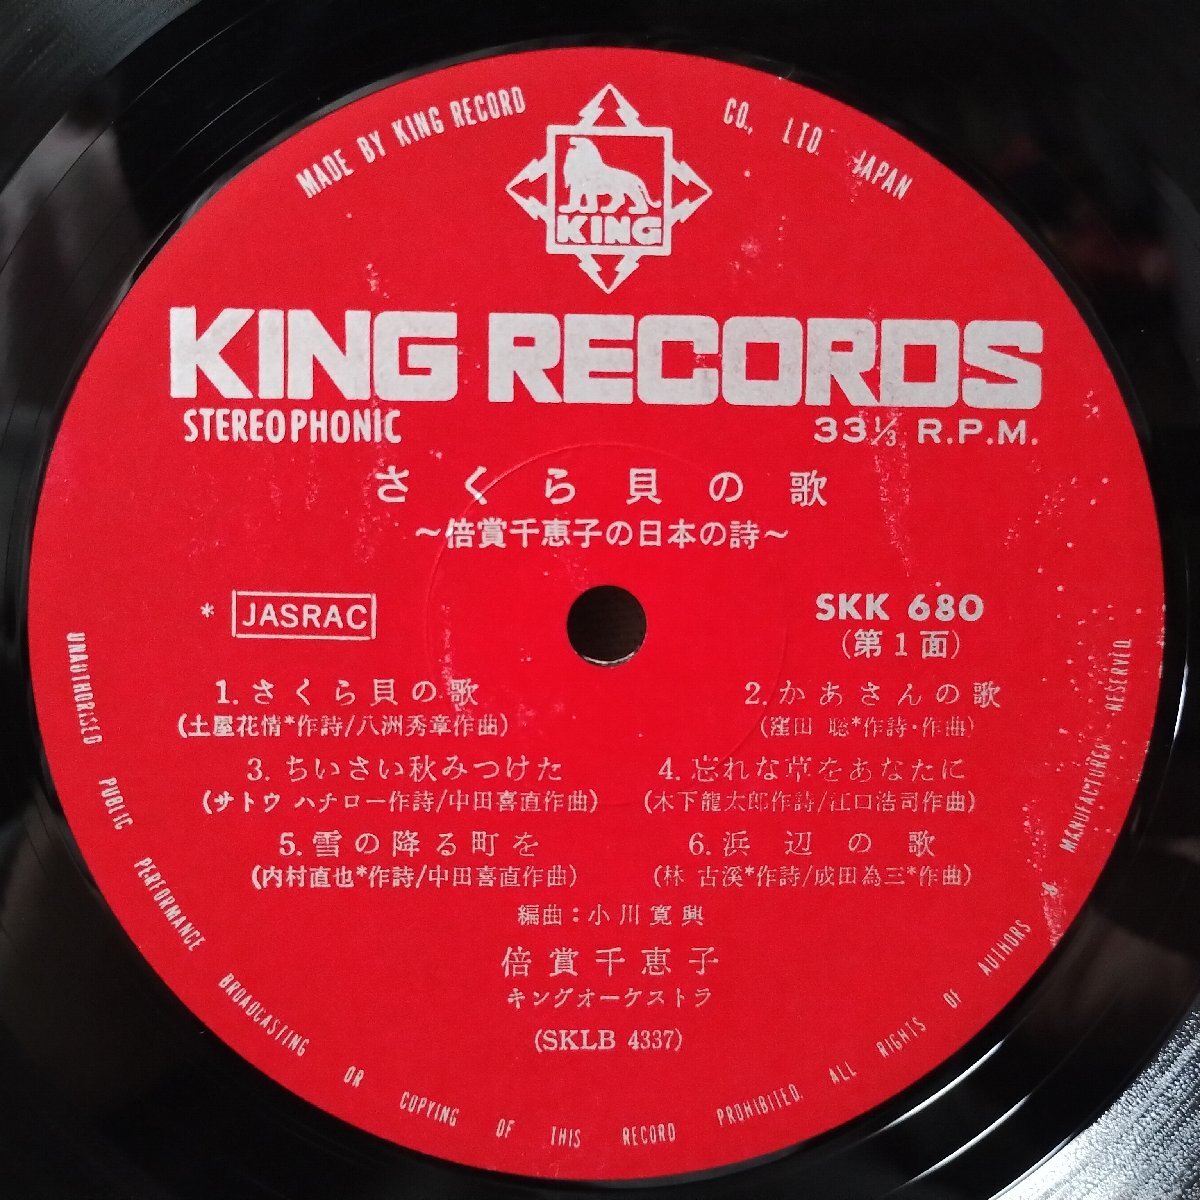 MADE BY KING RECORD CO., LTD. JAPAN
KING
KING RECORDS
STEREOPHONIC
33⅓ R.P.M.
さくら貝の歌
～倍賞千恵子の日本の詩～
* JASRAC
SKK 680
(第1面)
1. さくら貝の歌
(土屋花情*作詩/八洲秀章作曲)
2. かあさんの歌
(窪田 聡*作詩・作曲)
3. ちいさい秋みつけた
(サトウ ハチロー作詩/中田喜直作曲)
4. 忘れな草をあなたに
(木下龍太郎作詩/江口浩司作曲)
5. 雪の降る町を
(内村直也*作詩/中田喜直作曲)
6. 浜辺の歌
(林 古溪*作詩/成田為三*作曲)
編曲：小川寛興
倍賞千恵子
キングオーケストラ
(SKLB 4337)
UNAUTHORISED PUBLIC PERFORMANCE BROADCASTING OR COPYING OF THIS RECORD PROHIBITED. ALL RIGHTS OF AUTHORS & MANUFACTURER RESERVED